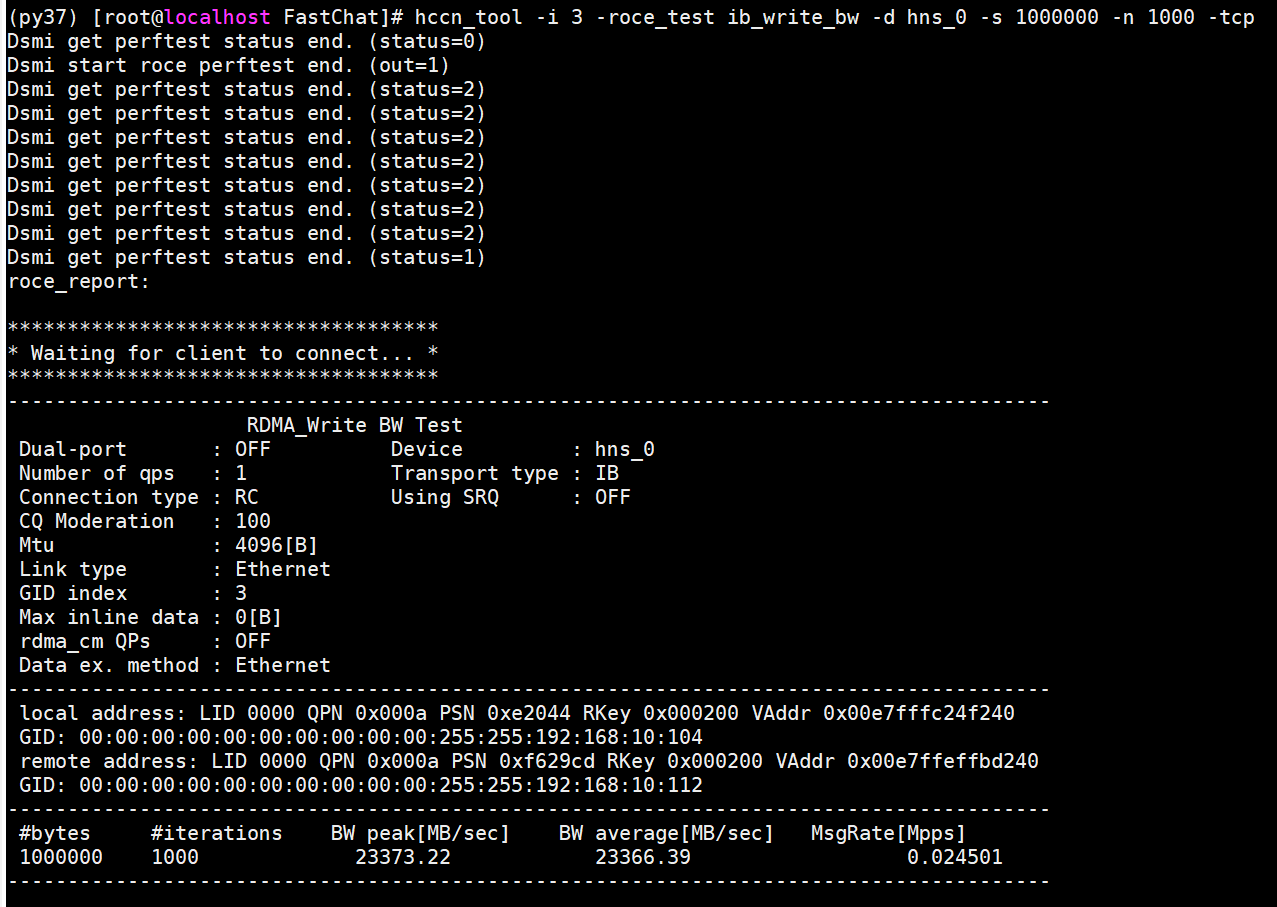 (py37) [root@localhost FastChat]# hccn_tool -i 3 -roce_test ib_write_bw -d hns_0 -s 1000000 -n 1000 -tcp
Dsmi get perftest status end. (status=0)
Dsmi start roce perftest end. (out=1)
Dsmi get perftest status end. (status=2)
Dsmi get perftest status end. (status=2)
Dsmi get perftest status end. (status=2)
Dsmi get perftest status end. (status=2)
Dsmi get perftest status end. (status=2)
Dsmi get perftest status end. (status=2)
Dsmi get perftest status end. (status=2)
Dsmi get perftest status end. (status=1)
roce_report:

************************************
* Waiting for client to connect... *
************************************
---------------------------------------------------------------------------------------
                    RDMA_Write BW Test
 Dual-port       : OFF          Device         : hns_0
 Number of qps   : 1            Transport type : IB
 Connection type : RC           Using SRQ      : OFF
 CQ Moderation   : 100
 Mtu             : 4096[B]
 Link type       : Ethernet
 GID index       : 3
 Max inline data : 0[B]
 rdma_cm QPs     : OFF
 Data ex. method : Ethernet
---------------------------------------------------------------------------------------
 local address: LID 0000 QPN 0x000a PSN 0xe2044 RKey 0x000200 VAddr 0x00e7fffc24f240
 GID: 00:00:00:00:00:00:00:00:00:00:255:255:192:168:10:104
 remote address: LID 0000 QPN 0x000a PSN 0xf629cd RKey 0x000200 VAddr 0x00e7ffeffbd240
 GID: 00:00:00:00:00:00:00:00:00:00:255:255:192:168:10:112
---------------------------------------------------------------------------------------
 #bytes     #iterations    BW peak[MB/sec]    BW average[MB/sec]   MsgRate[Mpps]
 1000000    1000             23373.22            23366.39                  0.024501
---------------------------------------------------------------------------------------